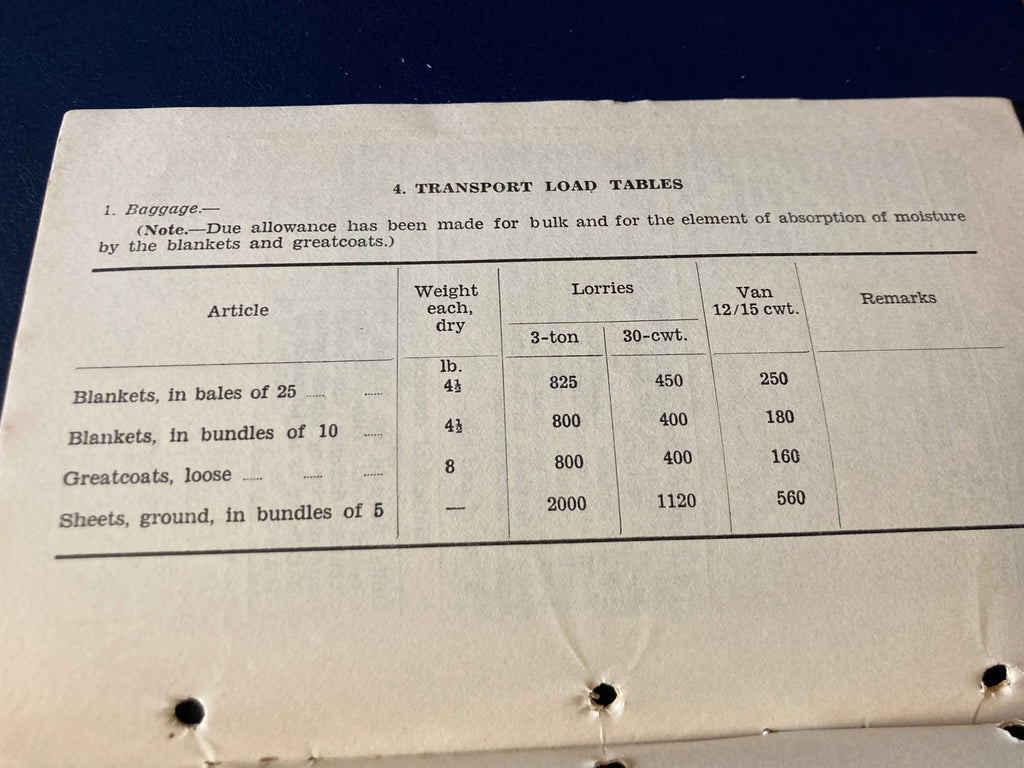 4. TRANSPORT LOAD TABLES
1. Baggage.—
(Note.—Due allowance has been made for bulk and for the element of absorption of moisture
by the blankets and greatcoats.)
Article Weight each, dry Lorries Van 12/15 cwt. Remarks
3-ton 30-cwt.
lb.
Blankets, in bales of 25 ...... ...... 4½ 825 450 250
Blankets, in bundles of 10 ...... 4½ 800 400 180
Greatcoats, loose ...... ...... ...... 8 800 400 160
Sheets, ground, in bundles of 5 — 2000 1120 560